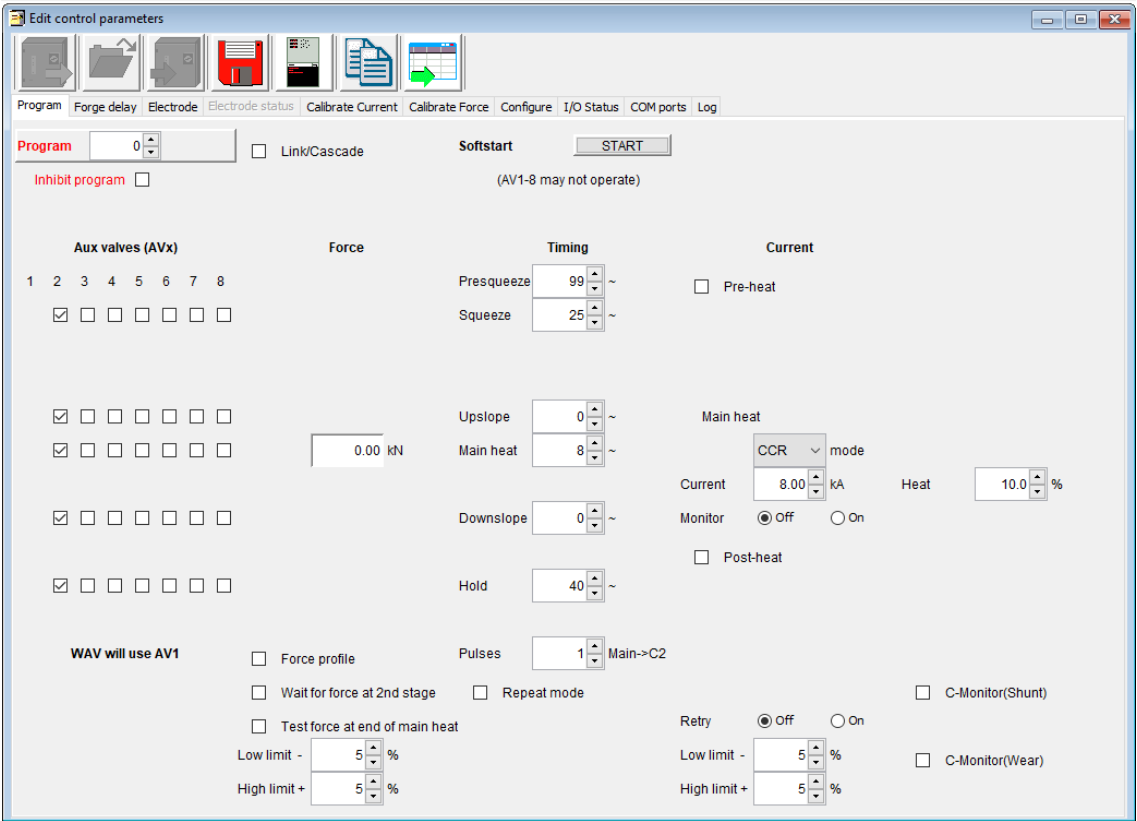 Edit control parameters
Program Forge delay Electrode Electrode status Calibrate Current Calibrate Force Configure I/O Status COM ports Log
Program 0 Link/Cascade Softstart START
Inhibit program (AV1-8 may not operate)
Aux valves (AVx) Force Timing Current
1 2 3 4 5 6 7 8 Presqueeze 99 ~ Pre-heat
Squeeze 25 ~
Upslope 0 ~ Main heat
0.00 kN Main heat 8 ~ CCR mode
Current 8.00 kA Heat 10.0 %
Downslope 0 ~ Monitor Off On
Post-heat
Hold 40 ~
WAV will use AV1 Force profile Pulses 1 Main->C2
Wait for force at 2nd stage Repeat mode C-Monitor(Shunt)
Test force at end of main heat Retry Off On
Low limit - 5 % Low limit - 5 % C-Monitor(Wear)
High limit + 5 % High limit + 5 %